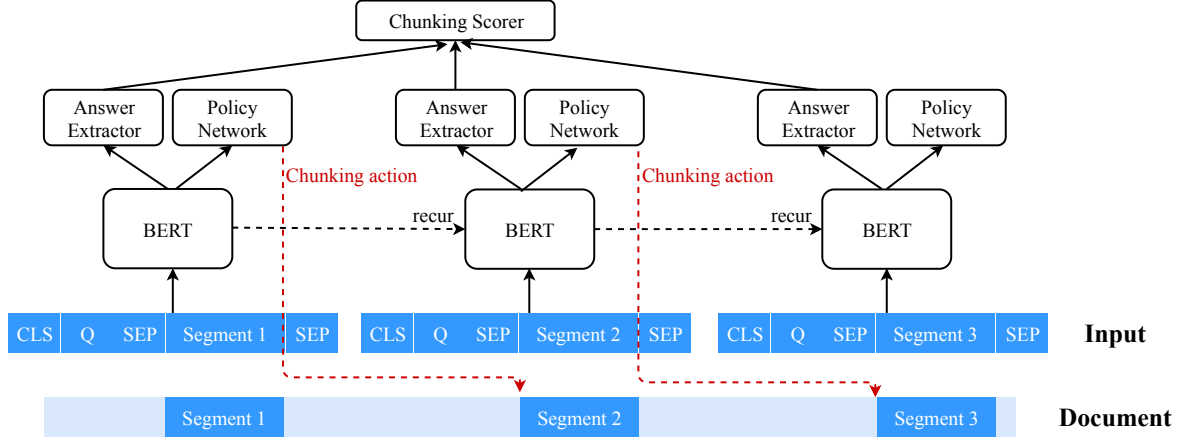 Chunking Scorer
Answer
Extractor
Policy
Network
Answer
Extractor
Policy
Network
Answer
Extractor
Policy
Network
Chunking action
Chunking action
BERT
recur
BERT
recur
BERT
CLS Q SEP Segment 1 SEP
CLS Q SEP Segment 2 SEP
CLS Q SEP Segment 3 SEP
Input
Segment 1
Segment 2
Segment 3
Document